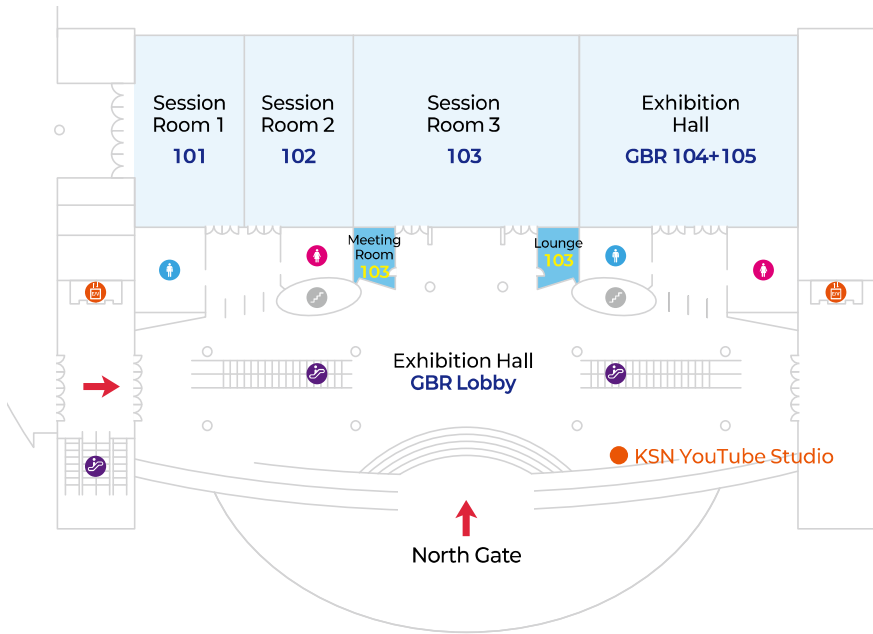 Session
Room 1
101
Session
Room 2
102
Session
Room 3
103
Exhibition
Hall
GBR 104+105
Meeting
Room
103
Lounge
103
Exhibition Hall
GBR Lobby
KSN YouTube Studio
North Gate